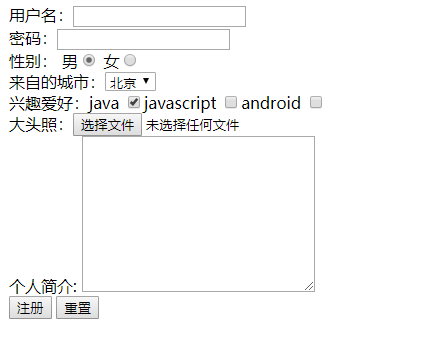 用户名：
密码：
性别： 男 女
来自的城市： 北京
兴趣爱好：java javascript android
大头照： 选择文件 未选择任何文件
个人简介:
注册 重置